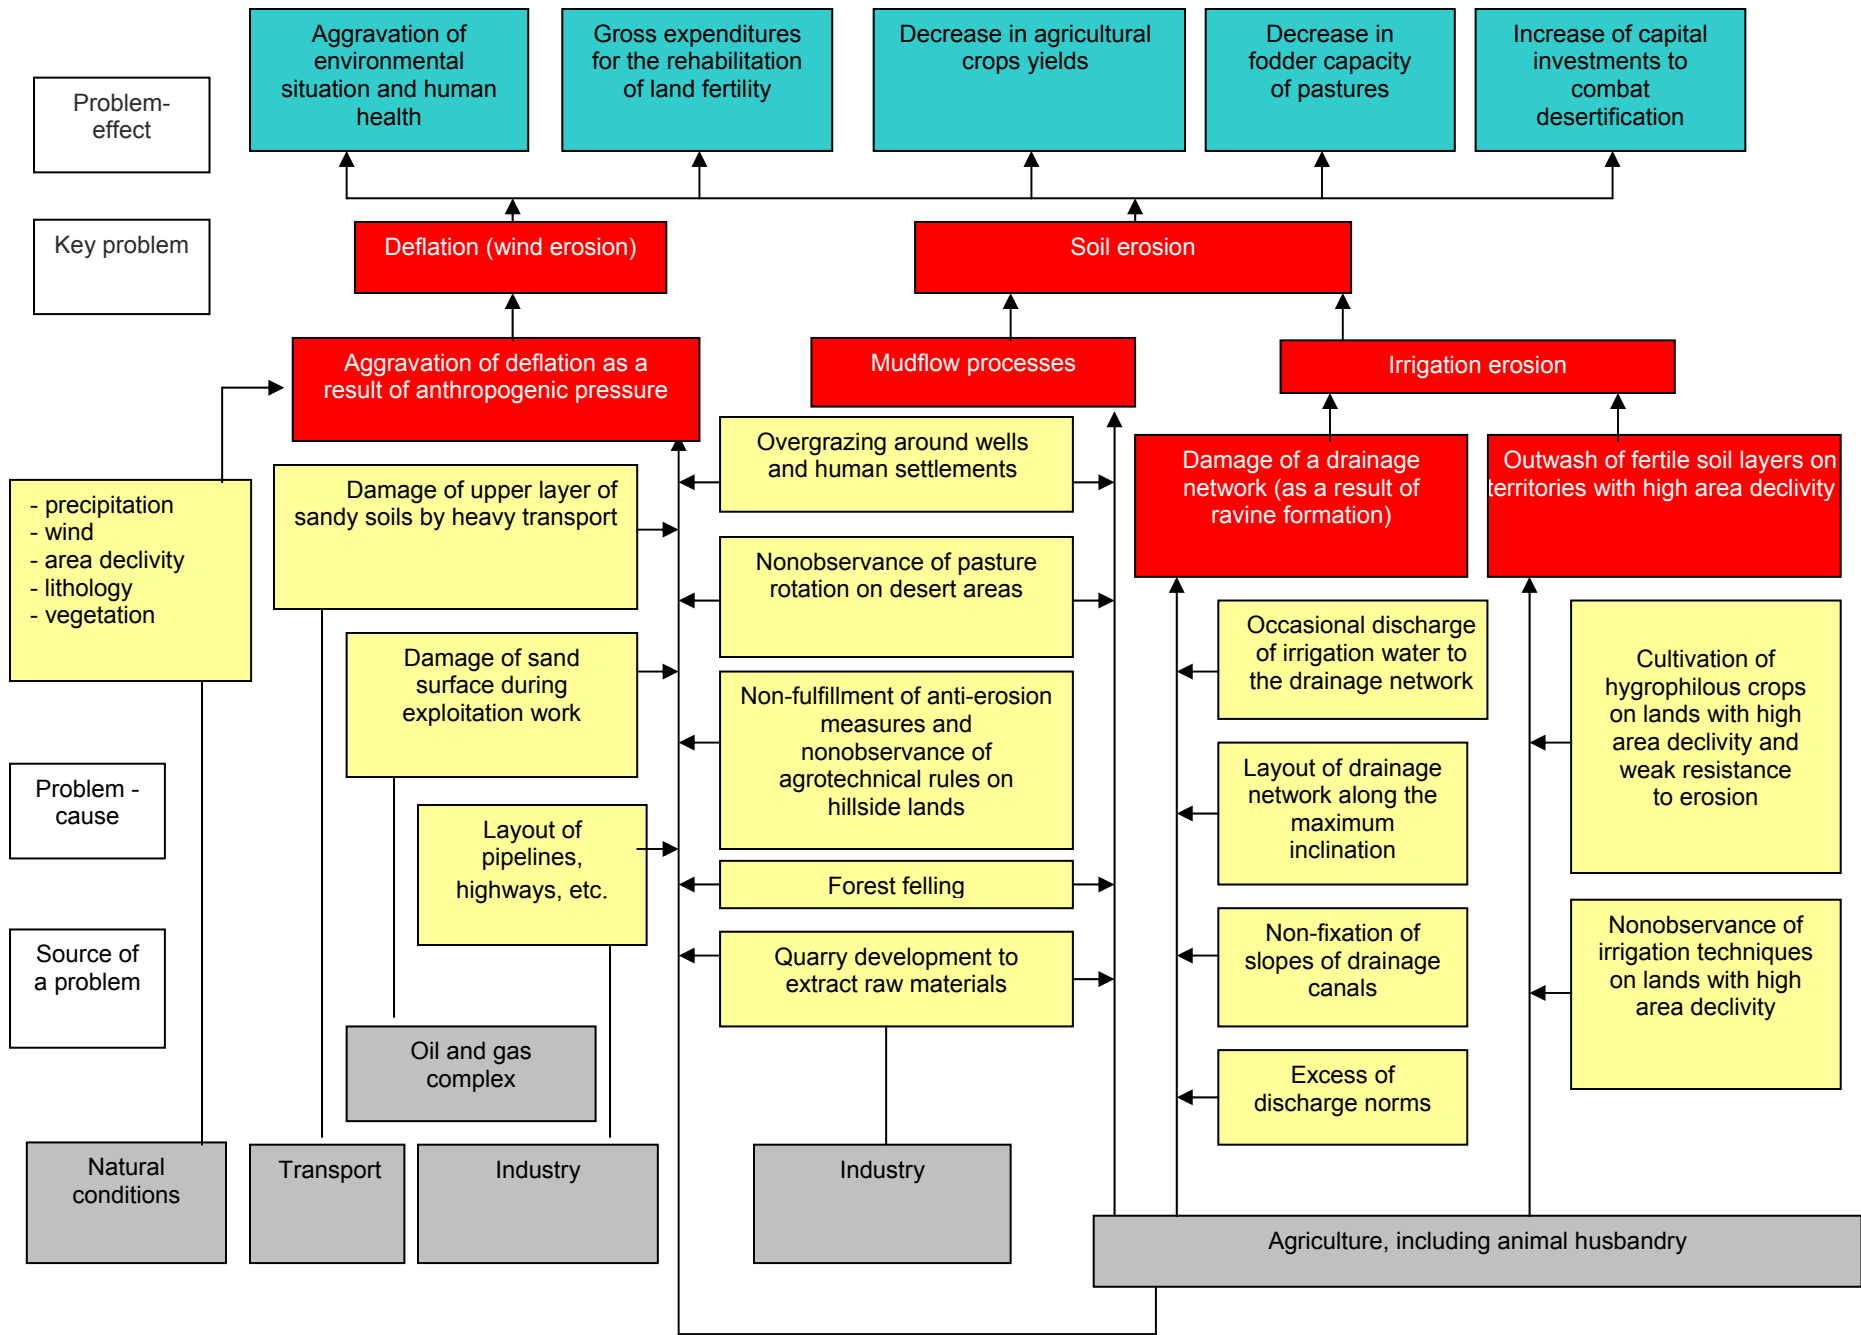 Problem-
effect
Aggravation of
environmental
situation and human
health
Gross expenditures
for the rehabilitation
of land fertility
Decrease in agricultural
crops yields
Decrease in
fodder capacity
of pastures
Increase of capital
investments to
combat
desertification
Key problem
Deflation (wind erosion)
Soil erosion
Aggravation of deflation as a
result of anthropogenic pressure
Mudflow processes
Irrigation erosion
Damage of a drainage
network (as a result of
ravine formation)
Outwash of fertile soil layers on
territories with high area declivity
- precipitation
- wind
- area declivity
- lithology
- vegetation
Damage of upper layer of
sandy soils by heavy transport
Damage of sand
surface during
exploitation work
Layout of
pipelines,
highways, etc.
Overgrazing around wells
and human settlements
Nonobservance of pasture
rotation on desert areas
Non-fulfillment of anti-erosion
measures and
nonobservance of
agrotechnical rules on
hillside lands
Forest felling
Quarry development to
extract raw materials
Occasional discharge
of irrigation water to
the drainage network
Layout of drainage
network along the
maximum
inclination
Non-fixation of
slopes of drainage
canals
Excess of
discharge norms
Cultivation of
hygrophilous crops
on lands with high
area declivity and
weak resistance
to erosion
Nonobservance of
irrigation techniques
on lands with high
area declivity
Problem -
cause
Source of
a problem
Oil and gas
complex
Natural
conditions
Transport
Industry
Industry
Agriculture, including animal husbandry